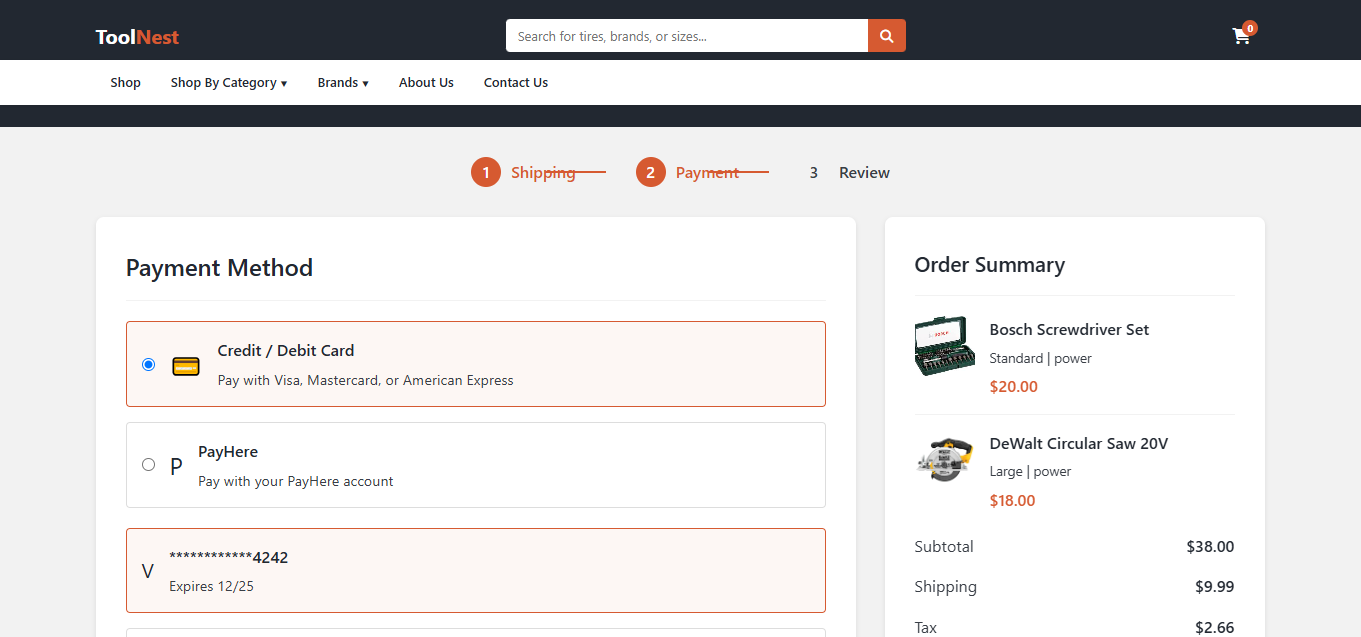 ToolNest
Search for tires, brands, or sizes...
0
Shop
Shop By Category ▾
Brands ▾
About Us
Contact Us
1 Shipping
2 Payment
3 Review
Payment Method
Credit / Debit Card
Pay with Visa, Mastercard, or American Express
P
PayHere
Pay with your PayHere account
V
************4242
Expires 12/25
Order Summary
BOSCH
Bosch Screwdriver Set
Standard | power
$20.00
DeWalt Circular Saw 20V
Large | power
$18.00
Subtotal $38.00
Shipping $9.99
Tax $2.66